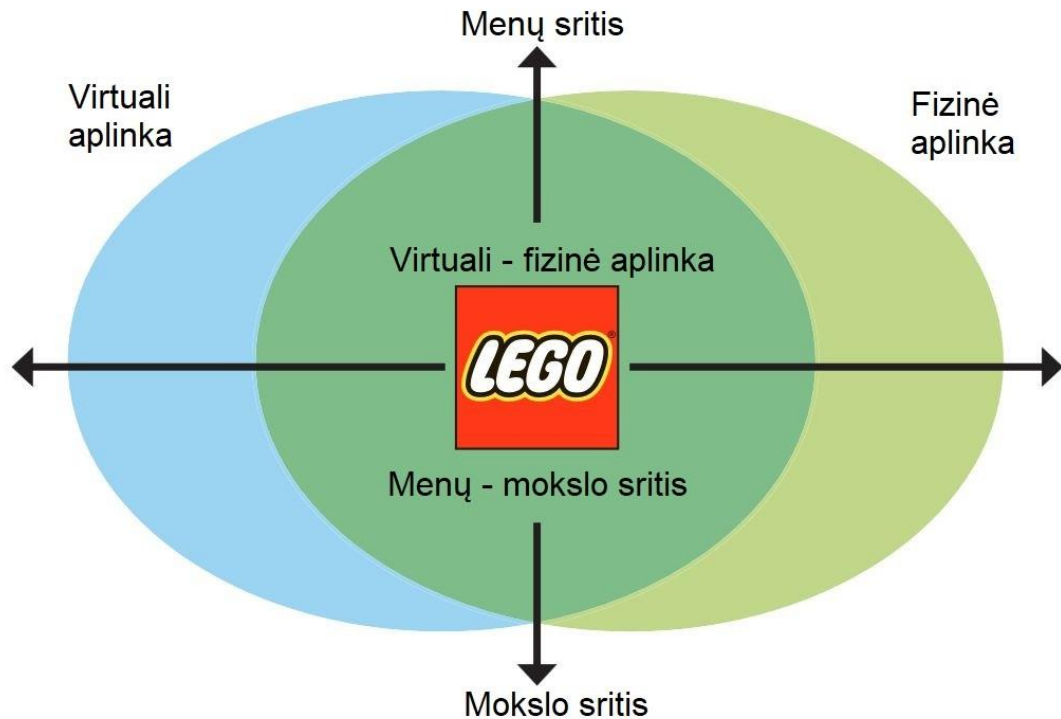 Menų sritis
Virtuali
aplinka
Fizinė
aplinka
Virtuali - fizinė aplinka
LEGO®
Menų - mokslo sritis
Mokslo sritis